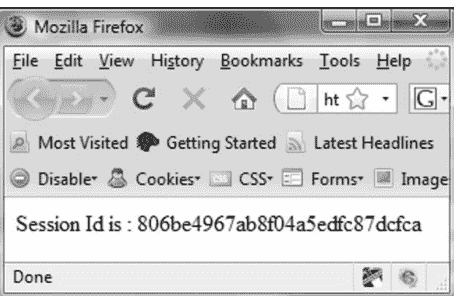 Mozilla Firefox
File Edit View History Bookmarks Tools Help
ht G
Most Visited Getting Started Latest Headlines
Disable Cookies CSS Forms Image
Session Id is : 806be4967ab8f04a5edfc87dcfca
Done